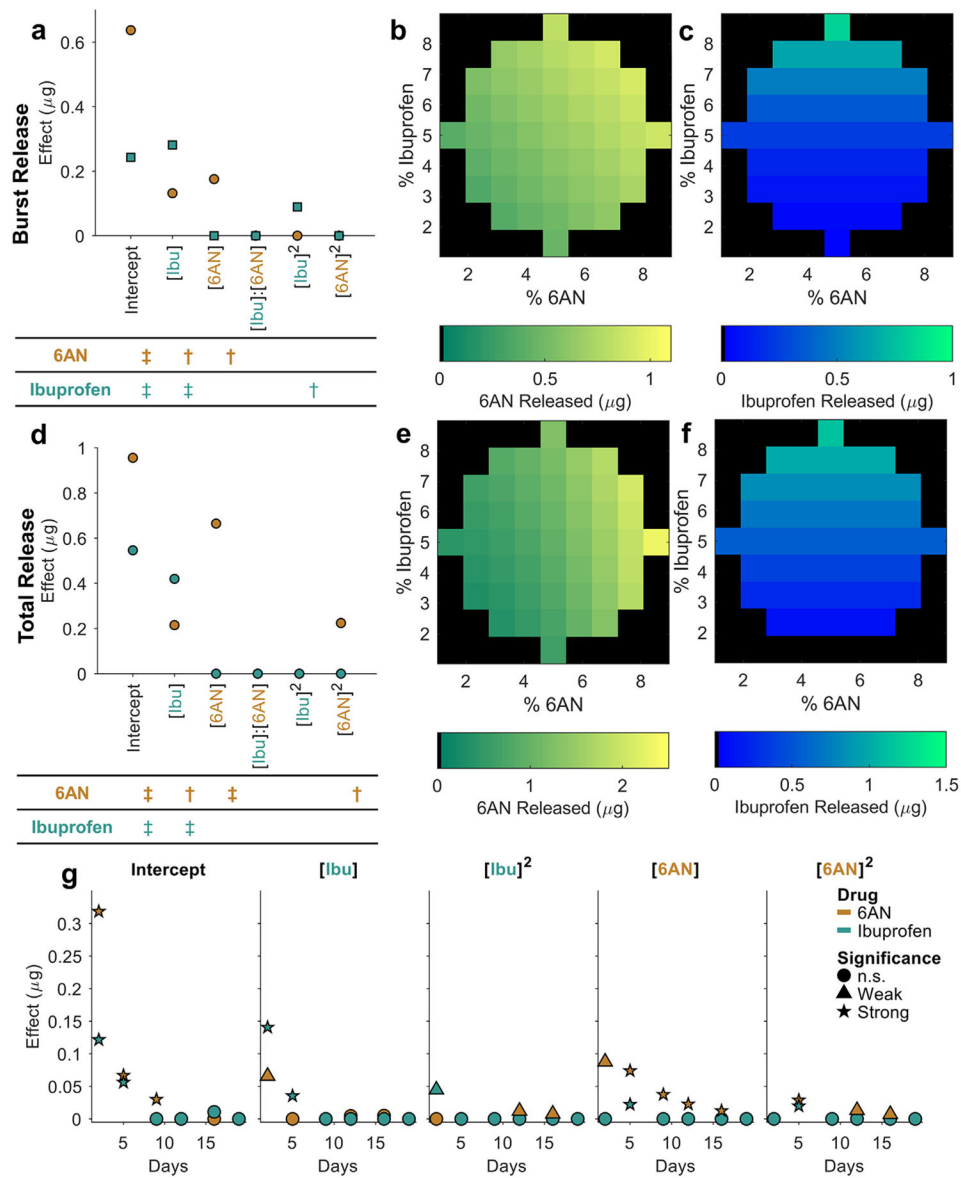 a
Burst Release
Effect (µg)
0.6
0.4
0.2
0
Intercept
[Ibu]
[6AN]
[Ibu]:[6AN]
[Ibu]²
[6AN]²
6AN ‡ † †
Ibuprofen ‡ ‡ †
b
% Ibuprofen
8
7
6
5
4
3
2
2 4 6 8
% 6AN
0 0.5 1
6AN Released (µg)
c
% Ibuprofen
8
7
6
5
4
3
2
2 4 6 8
% 6AN
0 0.5 1
Ibuprofen Released (µg)
d
Total Release
Effect (µg)
1
0.8
0.6
0.4
0.2
0
Intercept
[Ibu]
[6AN]
[Ibu]:[6AN]
[Ibu]²
[6AN]²
6AN ‡ † ‡ †
Ibuprofen ‡ ‡
e
% Ibuprofen
8
7
6
5
4
3
2
2 4 6 8
% 6AN
0 1 2
6AN Released (µg)
f
% Ibuprofen
8
7
6
5
4
3
2
2 4 6 8
% 6AN
0 0.5 1 1.5
Ibuprofen Released (µg)
g
Intercept [Ibu] [Ibu]² [6AN] [6AN]²
Effect (µg)
0.3
0.25
0.2
0.15
0.1
0.05
0
5 10 15 5 10 15 5 10 15 5 10 15 5 10 15
Days Days Days Days Days
Drug
6AN
Ibuprofen
Significance
n.s.
Weak
Strong